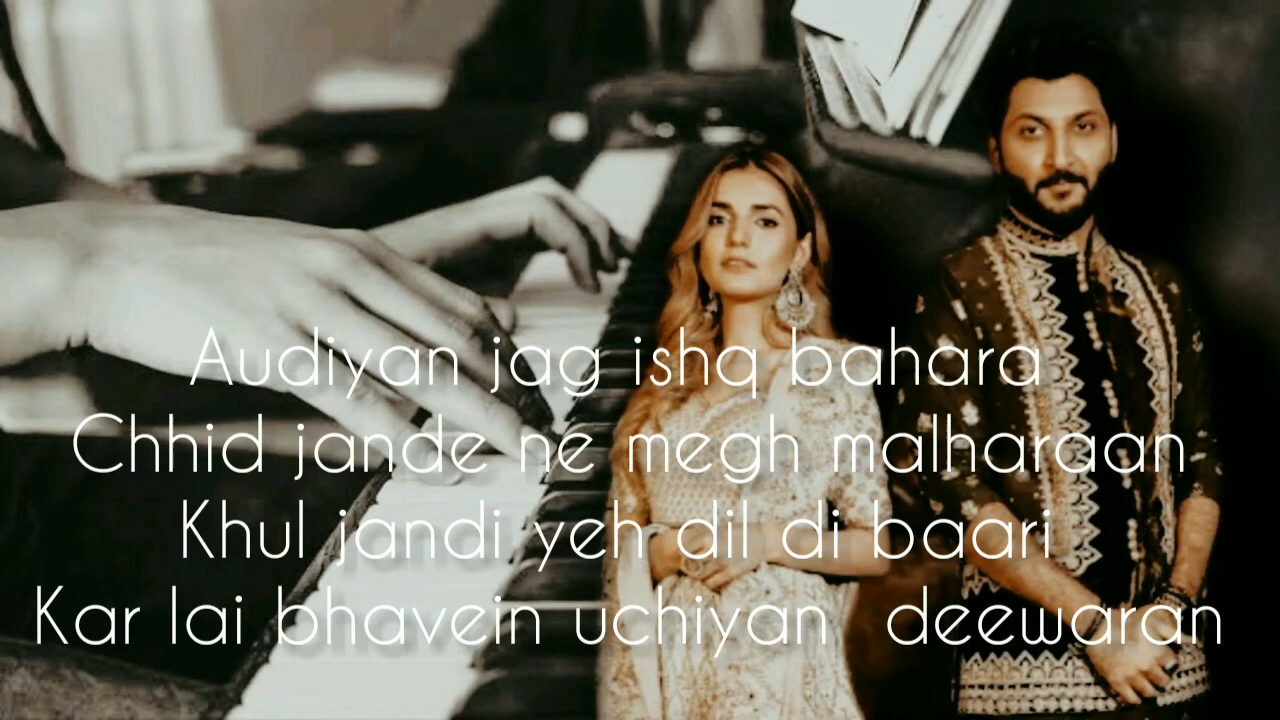 Audiyan jag ishq bahara
Chhid jande ne megh malharaan
Khul jandi yeh dil di baari
Kar lai bhavein uchiyan deewaran